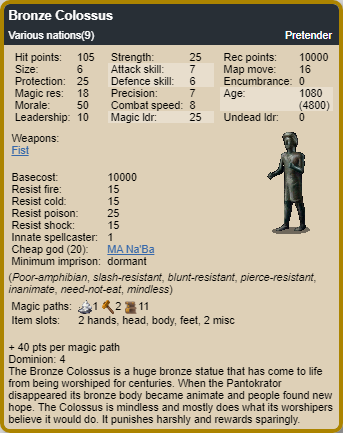 Bronze Colossus
Various nations(9) Pretender
Hit points: 105 Strength: 25 Rec points: 10000
Size: 6 Attack skill: 7 Map move: 16
Protection: 25 Defence skill: 6 Encumbrance: 0
Magic res: 18 Precision: 7 Age: 1080
Morale: 50 Combat speed: 8 (4800)
Leadership: 10 Magic ldr: 25 Undead ldr: 0
Weapons:
Fist
Basecost: 10000
Resist fire: 15
Resist cold: 15
Resist poison: 25
Resist shock: 15
Innate spellcaster: 1
Cheap god (20): MA Na'Ba
Minimum imprison: dormant
(Poor-amphibian, slash-resistant, blunt-resistant, pierce-resistant,
inanimate, need-not-eat, mindless)
Magic paths: 1 2 11
Item slots: 2 hands, head, body, feet, 2 misc
+ 40 pts per magic path
Dominion: 4
The Bronze Colossus is a huge bronze statue that has come to life
from being worshiped for centuries. When the Pantokrator
disappeared its bronze body became animate and people found new
hope. The Colossus is mindless and mostly does what its worshipers
believe it would do. It punishes harshly and rewards sparingly.